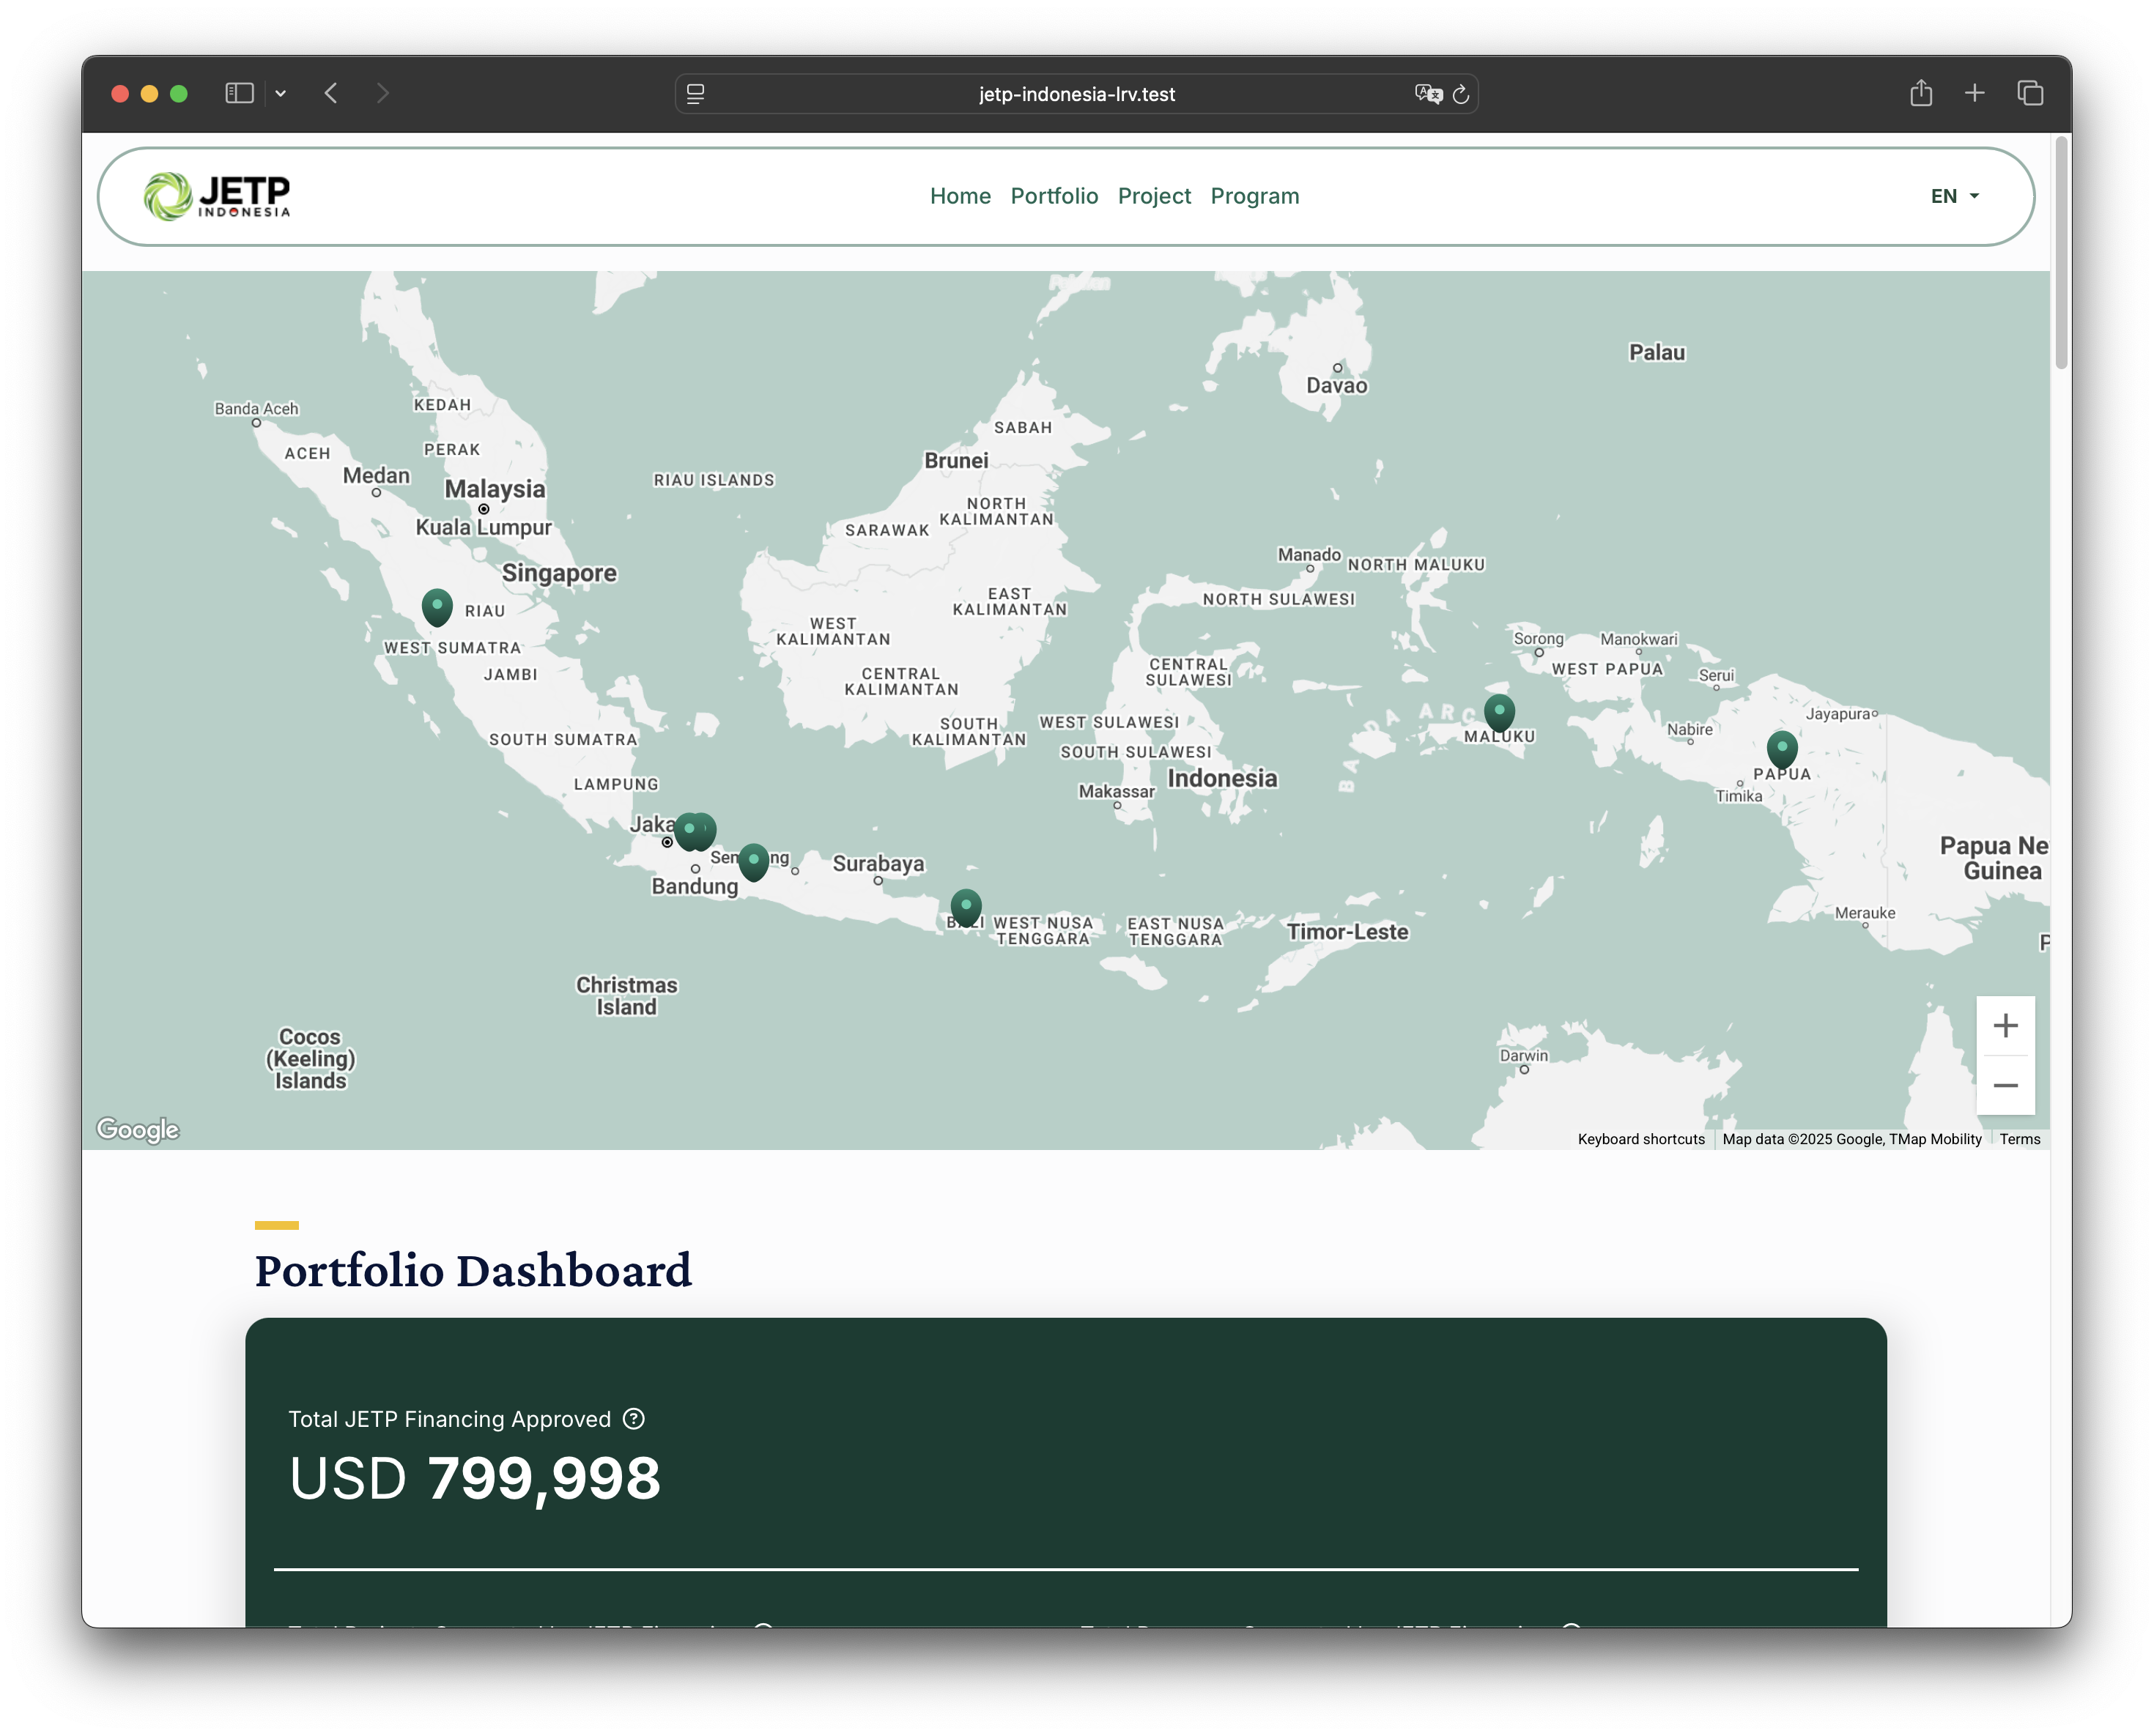 jetp-indonesia-lrv.test
JETP
INDONESIA
Home Portfolio Project Program
EN
Palau
Davao
KEDAH
Banda Aceh
SABAH
PERAK
ACEH
Brunei
Medan
RIAU ISLANDS
Malaysia
NORTH
KALIMANTAN
Kuala Lumpur
SARAWAK
Manado
NORTH MALUKU
Singapore
EAST
KALIMANTAN
NORTH SULAWESI
RIAU
WEST
KALIMANTAN
Sorong
Manokwari
WEST SUMATRA
CENTRAL
SULAWESI
WEST PAPUA
JAMBI
CENTRAL
KALIMANTAN
Serui
BA DA ARC
Jayapura
WEST SULAWESI
SOUTH
KALIMANTAN
MALUKU
Nabire
SOUTH SUMATRA
SOUTH SULAWESI
Indonesia
PAPUA
LAMPUNG
Makassar
Timika
Jaka
Papua Ne
Guinea
Sem ng
Surabaya
Bandung
Merauke
B LI
WEST NUSA
TENGGARA
EAST NUSA
TENGGARA
Timor-Leste
P
Christmas
Island
Cocos
(Keeling)
Islands
Darwin
Google
Keyboard shortcuts
Map data ©2025 Google, TMap Mobility
Terms
Portfolio Dashboard
Total JETP Financing Approved
USD 799,998